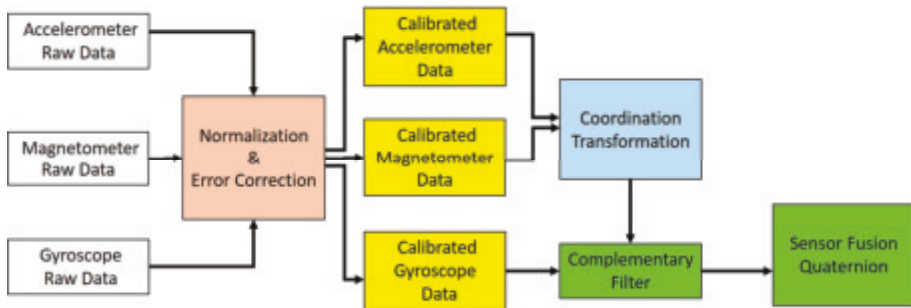 Accelerometer
Raw Data
Magnetometer
Raw Data
Gyroscope
Raw Data
Normalization
&
Error Correction
Calibrated
Accelerometer
Data
Calibrated
Magnetometer
Data
Calibrated
Gyroscope
Data
Coordination
Transformation
Complementary
Filter
Sensor Fusion
Quaternion